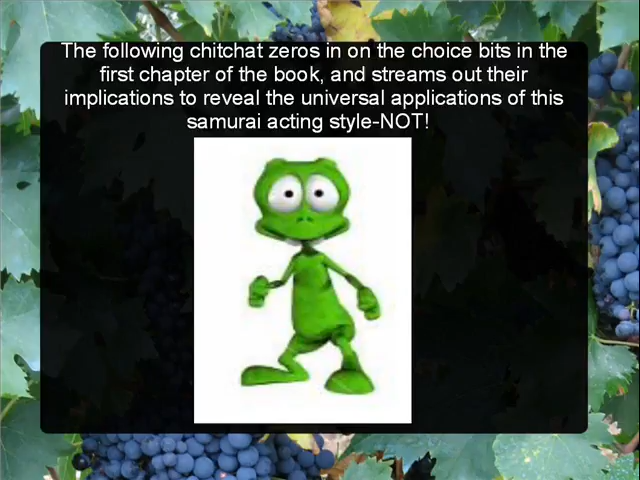 The following chitchat zeros in on the choice bits in the
first chapter of the book, and streams out their
implications to reveal the universal applications of this
samurai acting style-NOT!